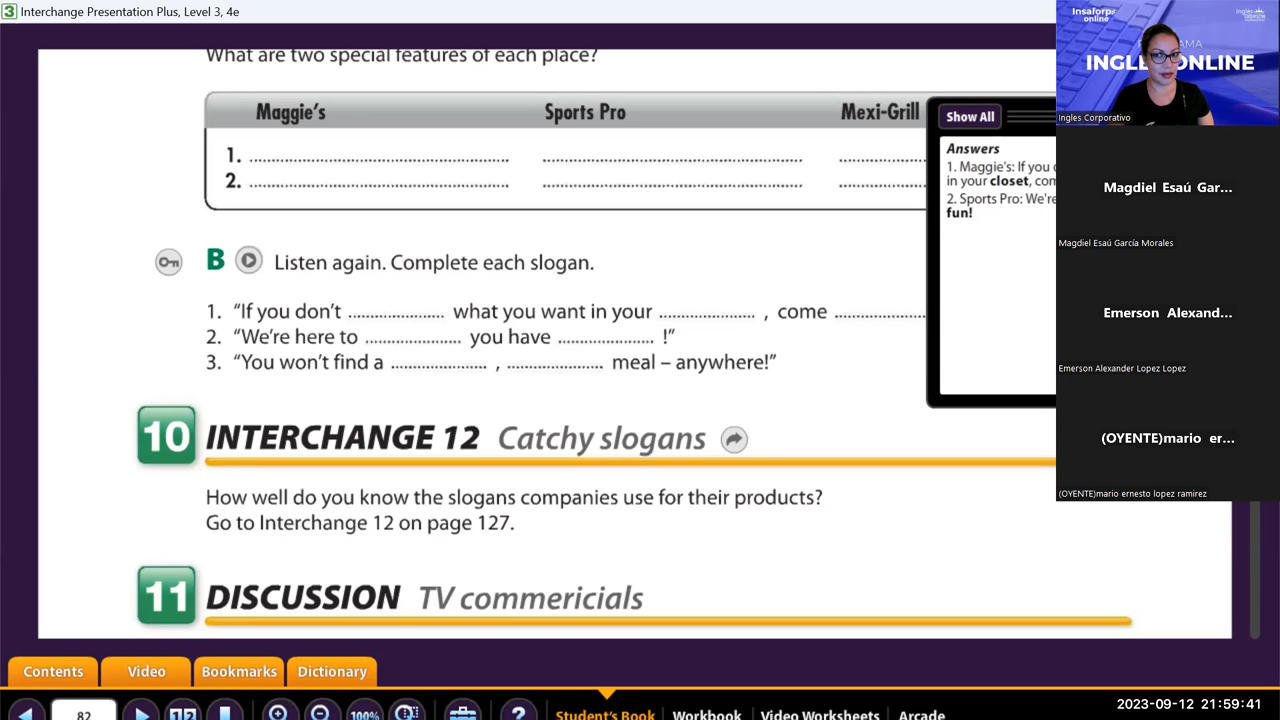 3 Interchange Presentation Plus, Level 3, 4e
What are two special features of each place?
Maggie's Sports Pro Mexi-Grill
1. ........
2. ........
Show All
Answers
1. Maggie's: If you
in your closet,
2. Sports Pro: We're
fun!
B Listen again. Complete each slogan.
1. “If you don't ........ what you want in your ........ , come ........
2. “We're here to ........ you have ........ !”
3. “You won't find a ........ , ........ meal – anywhere!”
10 INTERCHANGE 12 Catchy slogans
How well do you know the slogans companies use for their products?
Go to Interchange 12 on page 127.
11 DISCUSSION TV commericials
Contents Video Bookmarks Dictionary
82 1 2 100% ? Student's Book Workbook Video Worksheets Arcade
Insaforp
online
INGL ONLINE
Ingles Corporativo
Magdiel Esaú Gar...
Magdiel Esaú García Morales
Emerson Alexand...
Emerson Alexander Lopez Lopez
(OYENTE)mario er...
(OYENTE)mario ernesto lopez ramirez
2023-09-12 21:59:41